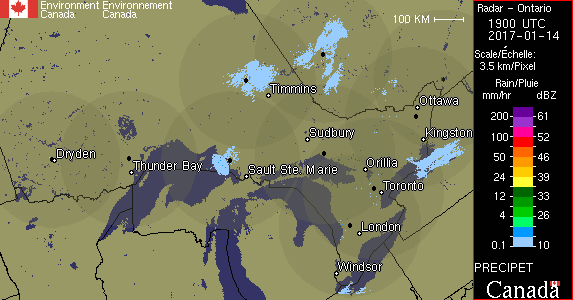 Environment Environnement
Canada Canada
100 KM
Timmins
Ottawa
Sudbury
Kingston
Dryden
Thunder Bay
Sault Ste. Marie
Orillia
Toronto
London
Windsor
Radar - Ontario
1900 UTC
2017-01-14
Scale/Échelle:
3.5 km/Pixel
Rain/Pluie
mm/hr dBZ
200 61
100 52
50 46
24 39
12 33
4 26
0.1 10
PRECIPET
Canada